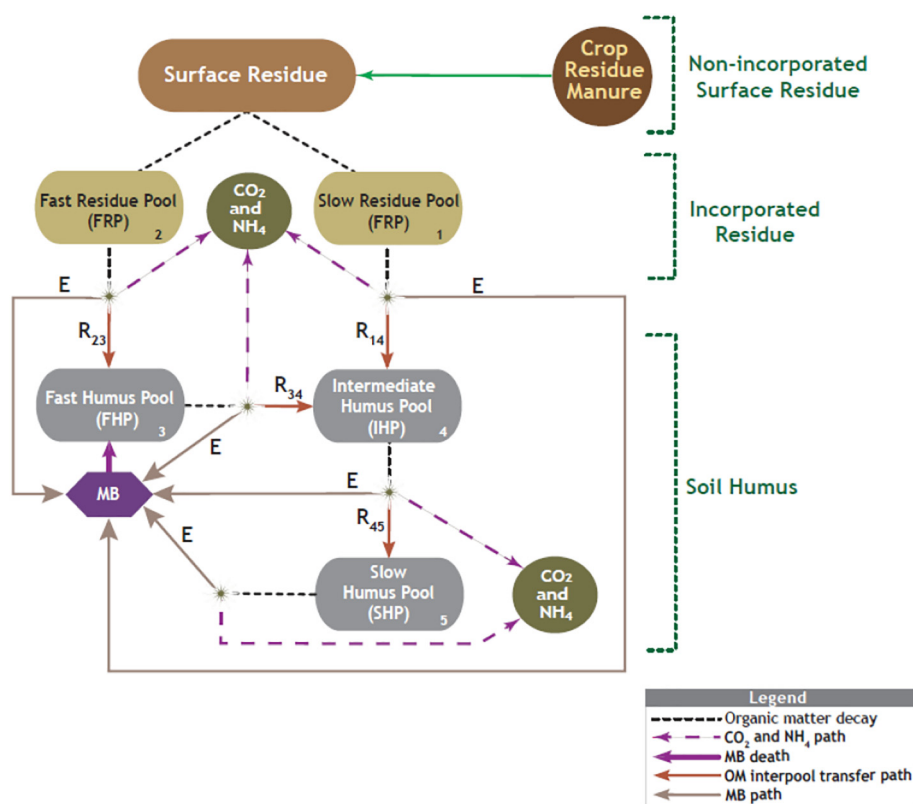 Surface Residue
Crop
Residue
Manure
Non-incorporated
Surface Residue
Fast Residue Pool
(FRP)
2
CO2
and
NH4
Slow Residue Pool
(FRP)
1
Incorporated
Residue
E
E
R23
R14
Fast Humus Pool
(FHP)
3
R34
Intermediate
Humus Pool
(IHP)
4
E
MB
E
Soil Humus
R45
E
Slow
Humus Pool
(SHP)
5
CO2
and
NH4
Legend
Organic matter decay
CO2 and NH4 path
MB death
OM interpool transfer path
MB path